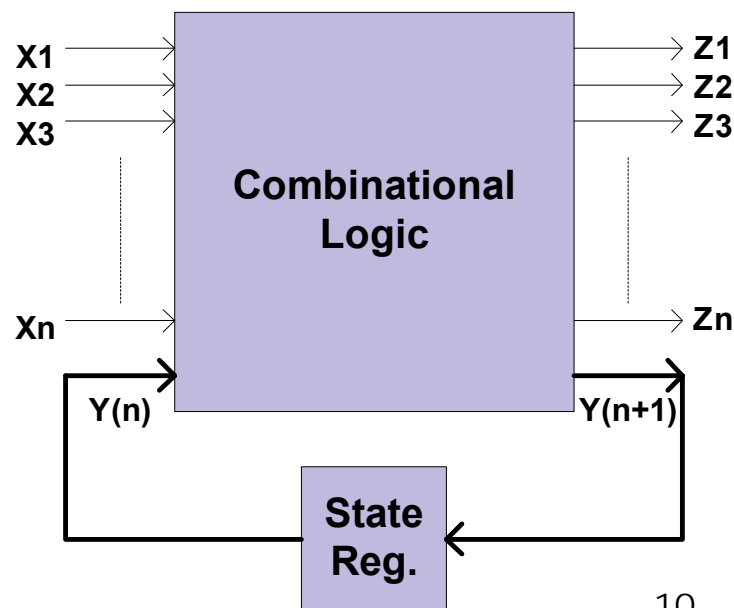 X1
X2
X3
Xn
Y(n)
Combinational
Logic
Z1
Z2
Z3
Zn
Y(n+1)
State
Reg.
10